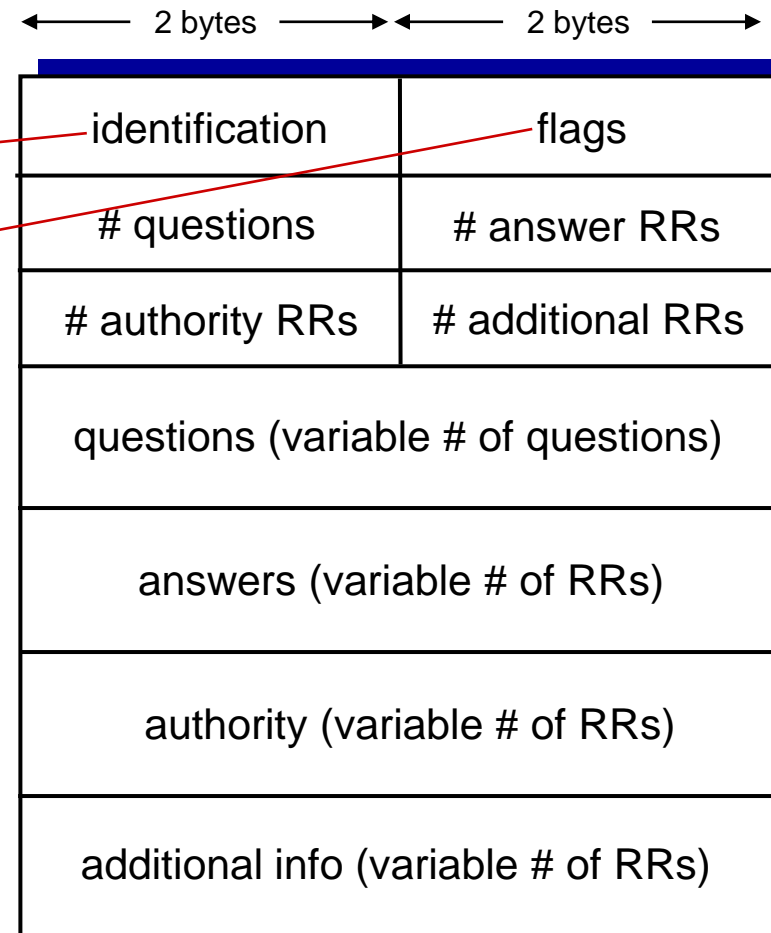 2 bytes 2 bytes
identification flags
# questions # answer RRs
# authority RRs # additional RRs
questions (variable # of questions)
answers (variable # of RRs)
authority (variable # of RRs)
additional info (variable # of RRs)